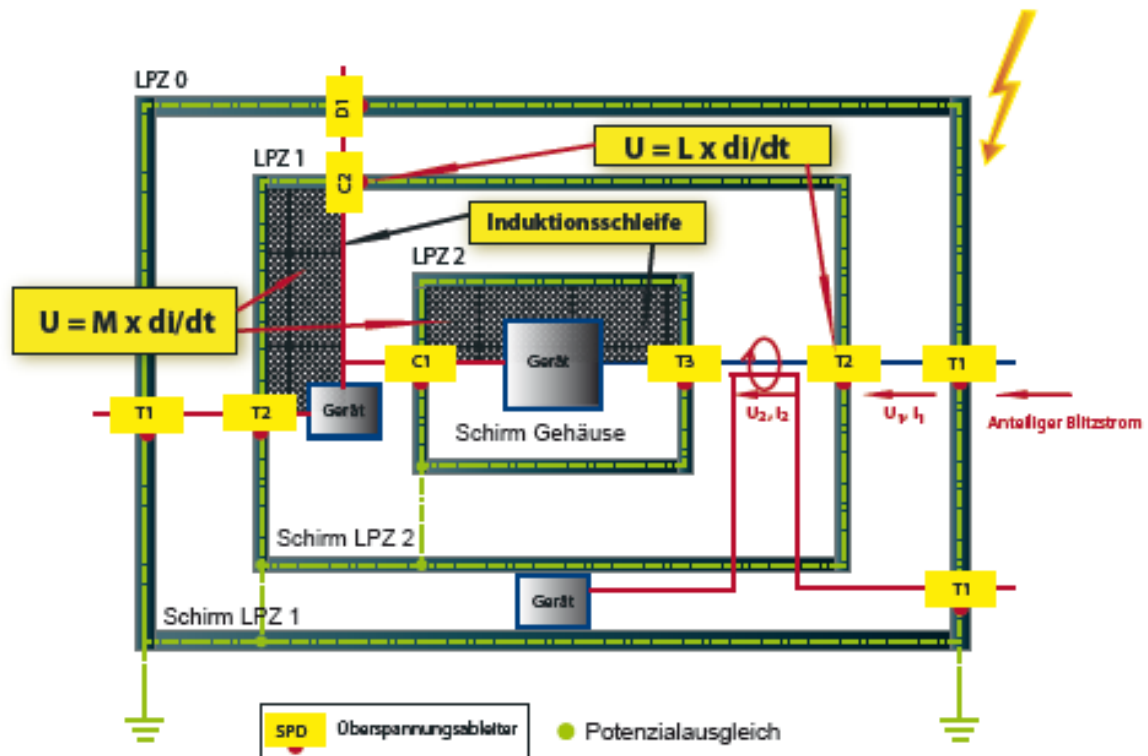 LPZ 0
D1
LPZ 1
C2
U = L x di/dt
Induktionsschleife
LPZ 2
U = M x di/dt
C1
Gerät
T3
T2
T1
T1
T2
Gerät
U2, I2
U1, I1
Anteiliger Blitzstrom
Schirm Gehäuse
Schirm LPZ 2
Gerät
T1
Schirm LPZ 1
SPD
Überspannungsableiter
Potenzialausgleich